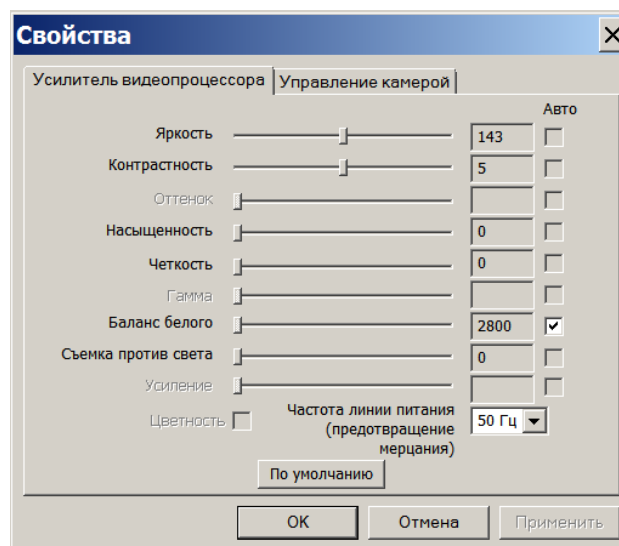 Свойства
Усилитель видеопроцессора Управление камерой
Авто
Яркость 143
Контрастность 5
Оттенок
Насыщенность 0
Четкость 0
Гамма
Баланс белого 2800
Съемка против света 0
Усиление
Цветность Частота линии питания 50 Гц
(предотвращение
мерцания)
По умолчанию
ОК Отмена Применить